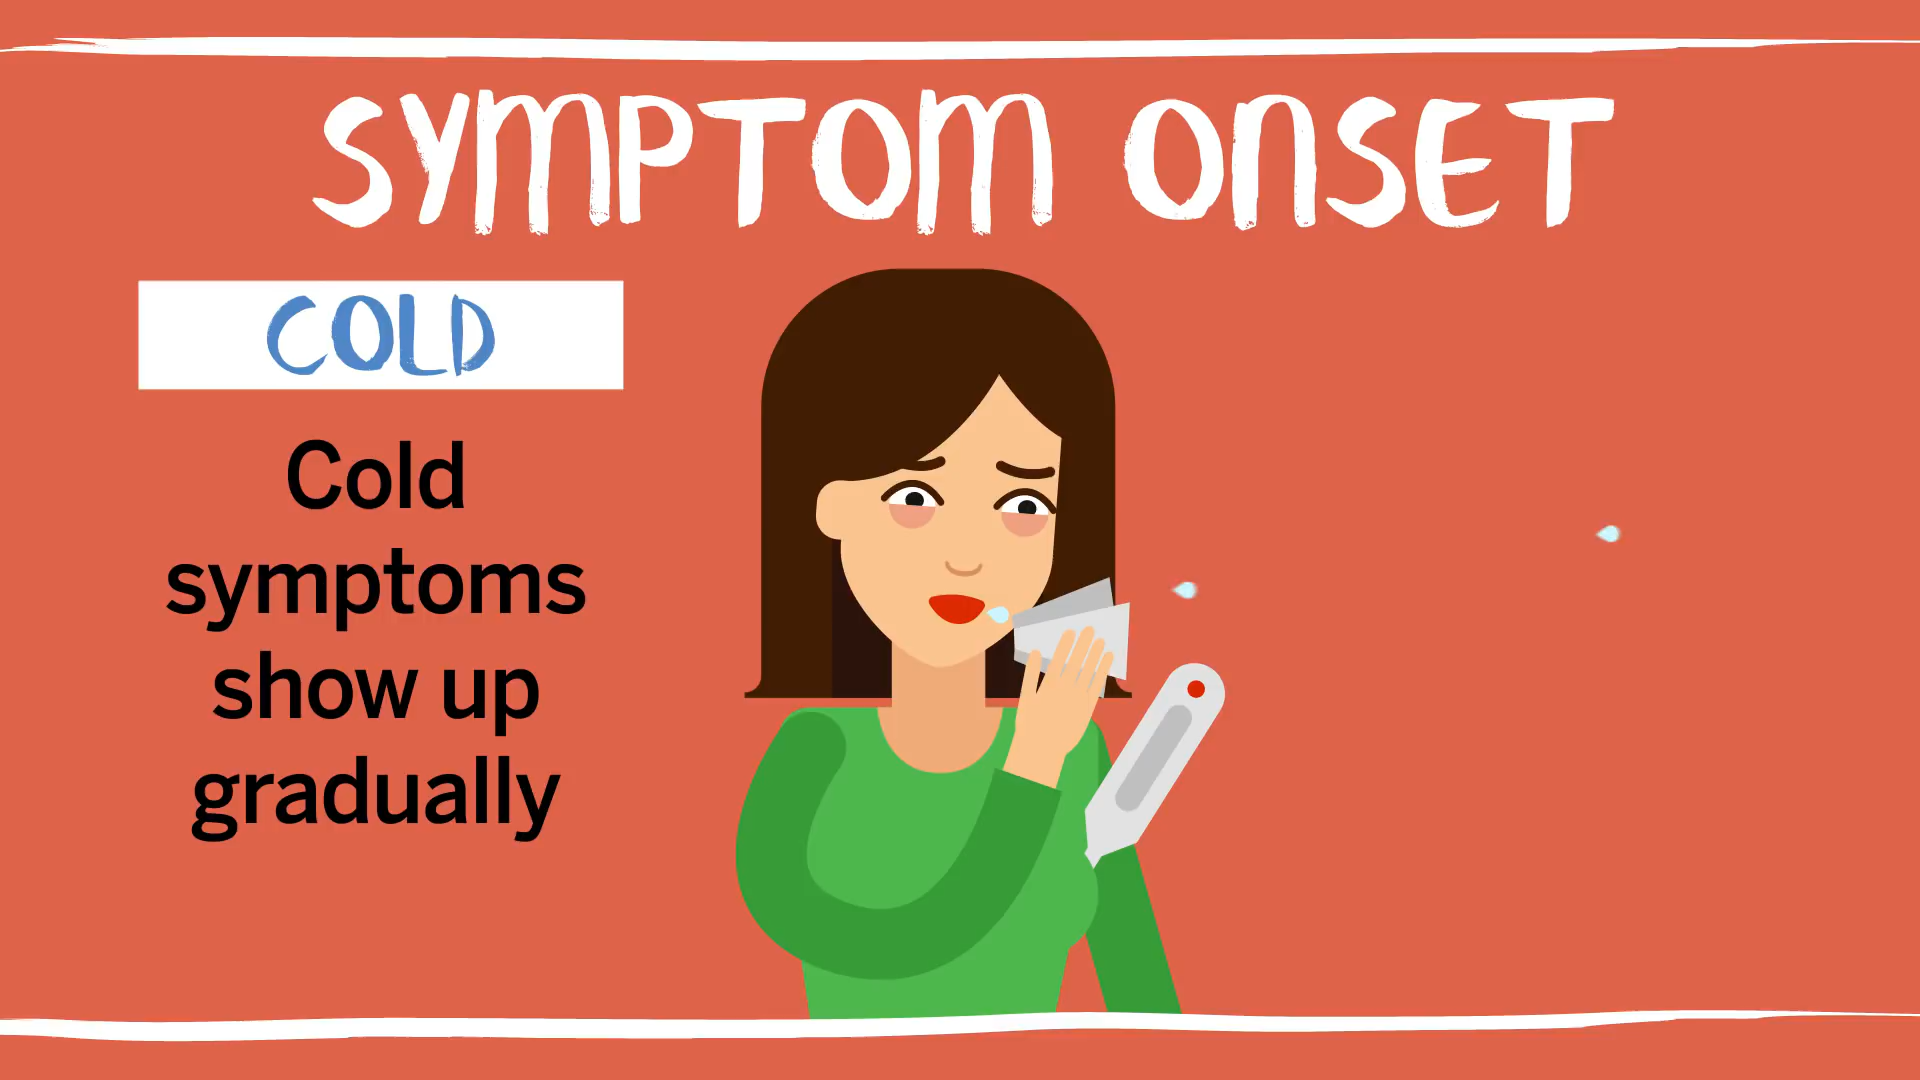 SYMPTOM ONSET
COLD
Cold
symptoms
show up
gradually